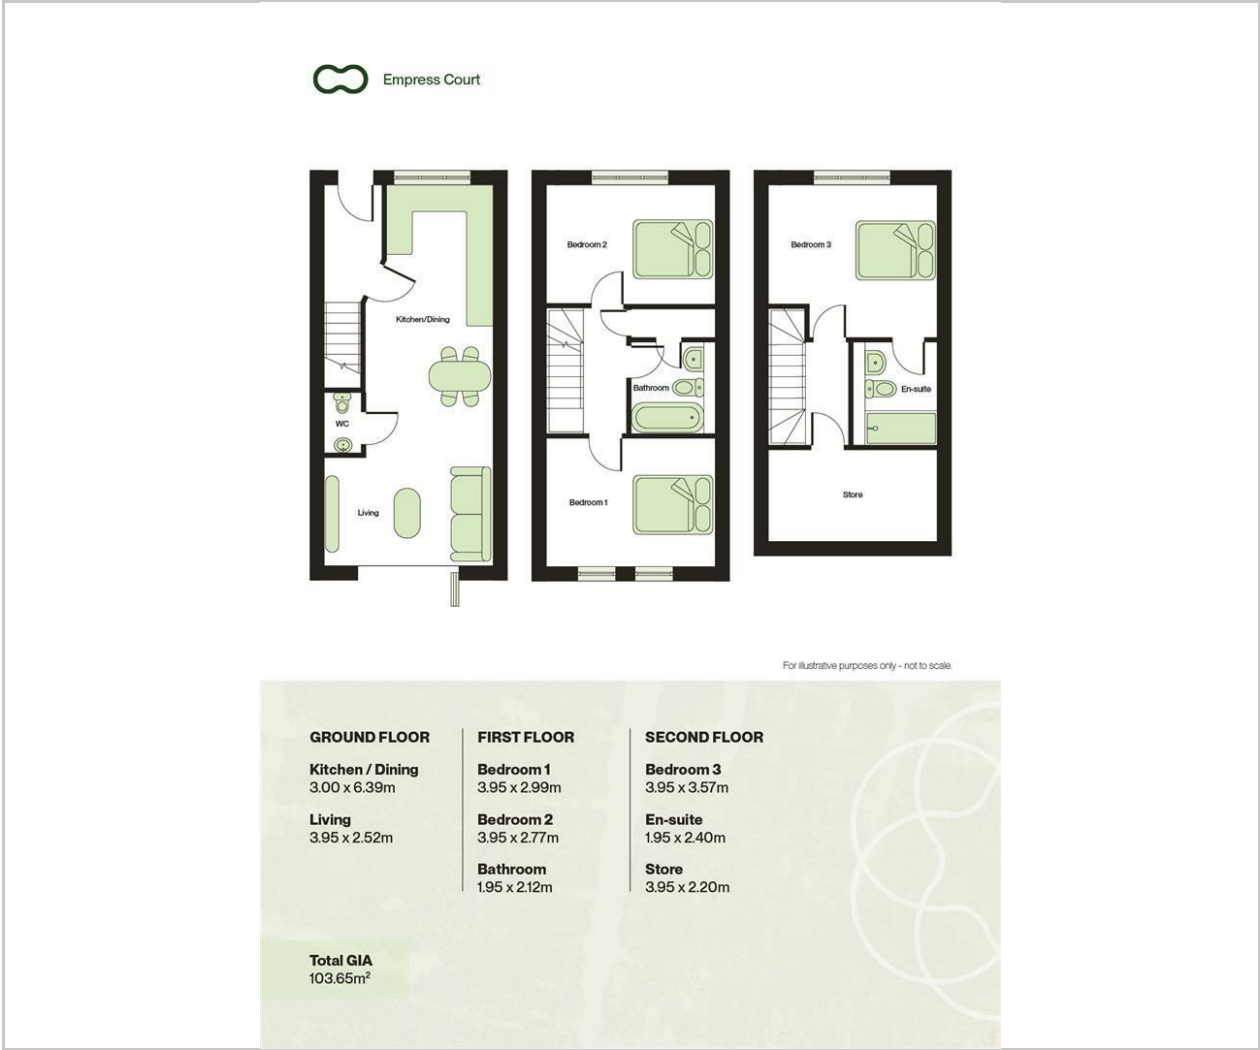 Empress Court
Bedroom 2
Bedroom 3
Kitchen/Dining
Bathroom
En-suite
WC
Living
Bedroom 1
Store
For illustrative purposes only - not to scale.
GROUND FLOOR
Kitchen / Dining
3.00 x 6.39m
Living
3.95 x 2.52m
FIRST FLOOR
Bedroom 1
3.95 x 2.99m
Bedroom 2
3.95 x 2.77m
Bathroom
1.95 x 2.12m
SECOND FLOOR
Bedroom 3
3.95 x 3.57m
En-suite
1.95 x 2.40m
Store
3.95 x 2.20m
Total GIA
103.65m²